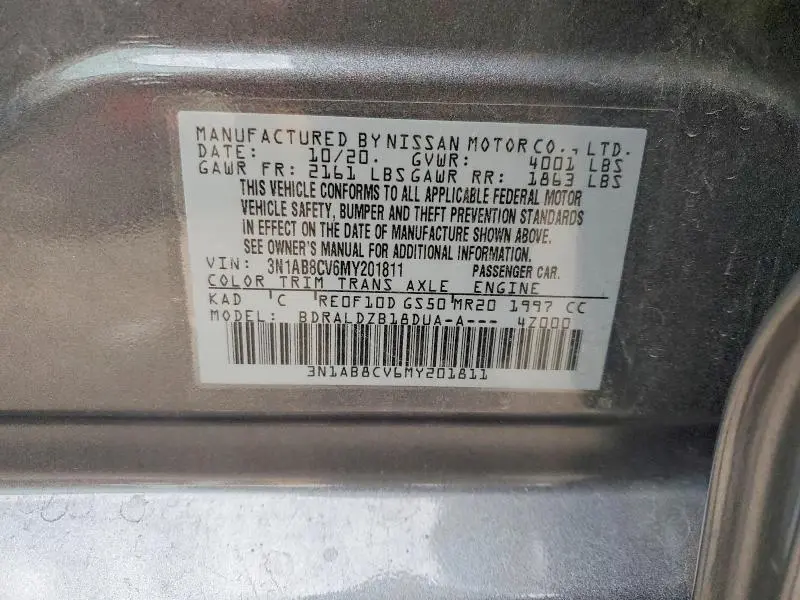 MANUFACTURED BY NISSAN MOTOR CO., LTD.
DATE: 10/20. GVWR: 4001 LBS
GAWR FR: 2161 LBS GAWR RR: 1863 LBS
THIS VEHICLE CONFORMS TO ALL APPLICABLE FEDERAL MOTOR
VEHICLE SAFETY, BUMPER AND THEFT PREVENTION STANDARDS
IN EFFECT ON THE DATE OF MANUFACTURE SHOWN ABOVE.
SEE OWNER'S MANUAL FOR ADDITIONAL INFORMATION.
VIN: 3N1AB8CV6MY201811 PASSENGER CAR.
COLOR TRIM TRANS AXLE ENGINE
KAD C RE0F10D GS50 MR20 1997 CC
MODEL: BDRALDZB18DUA-A--- 4Z000
3N1AB8CV6MY201811